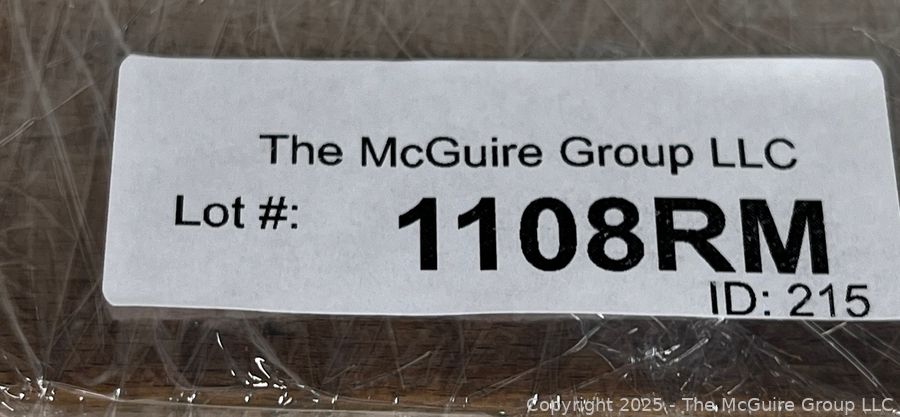 The McGuire Group LLC
Lot #: 1108RM
ID: 215
Copyright 2025 - The McGuire Group LLC